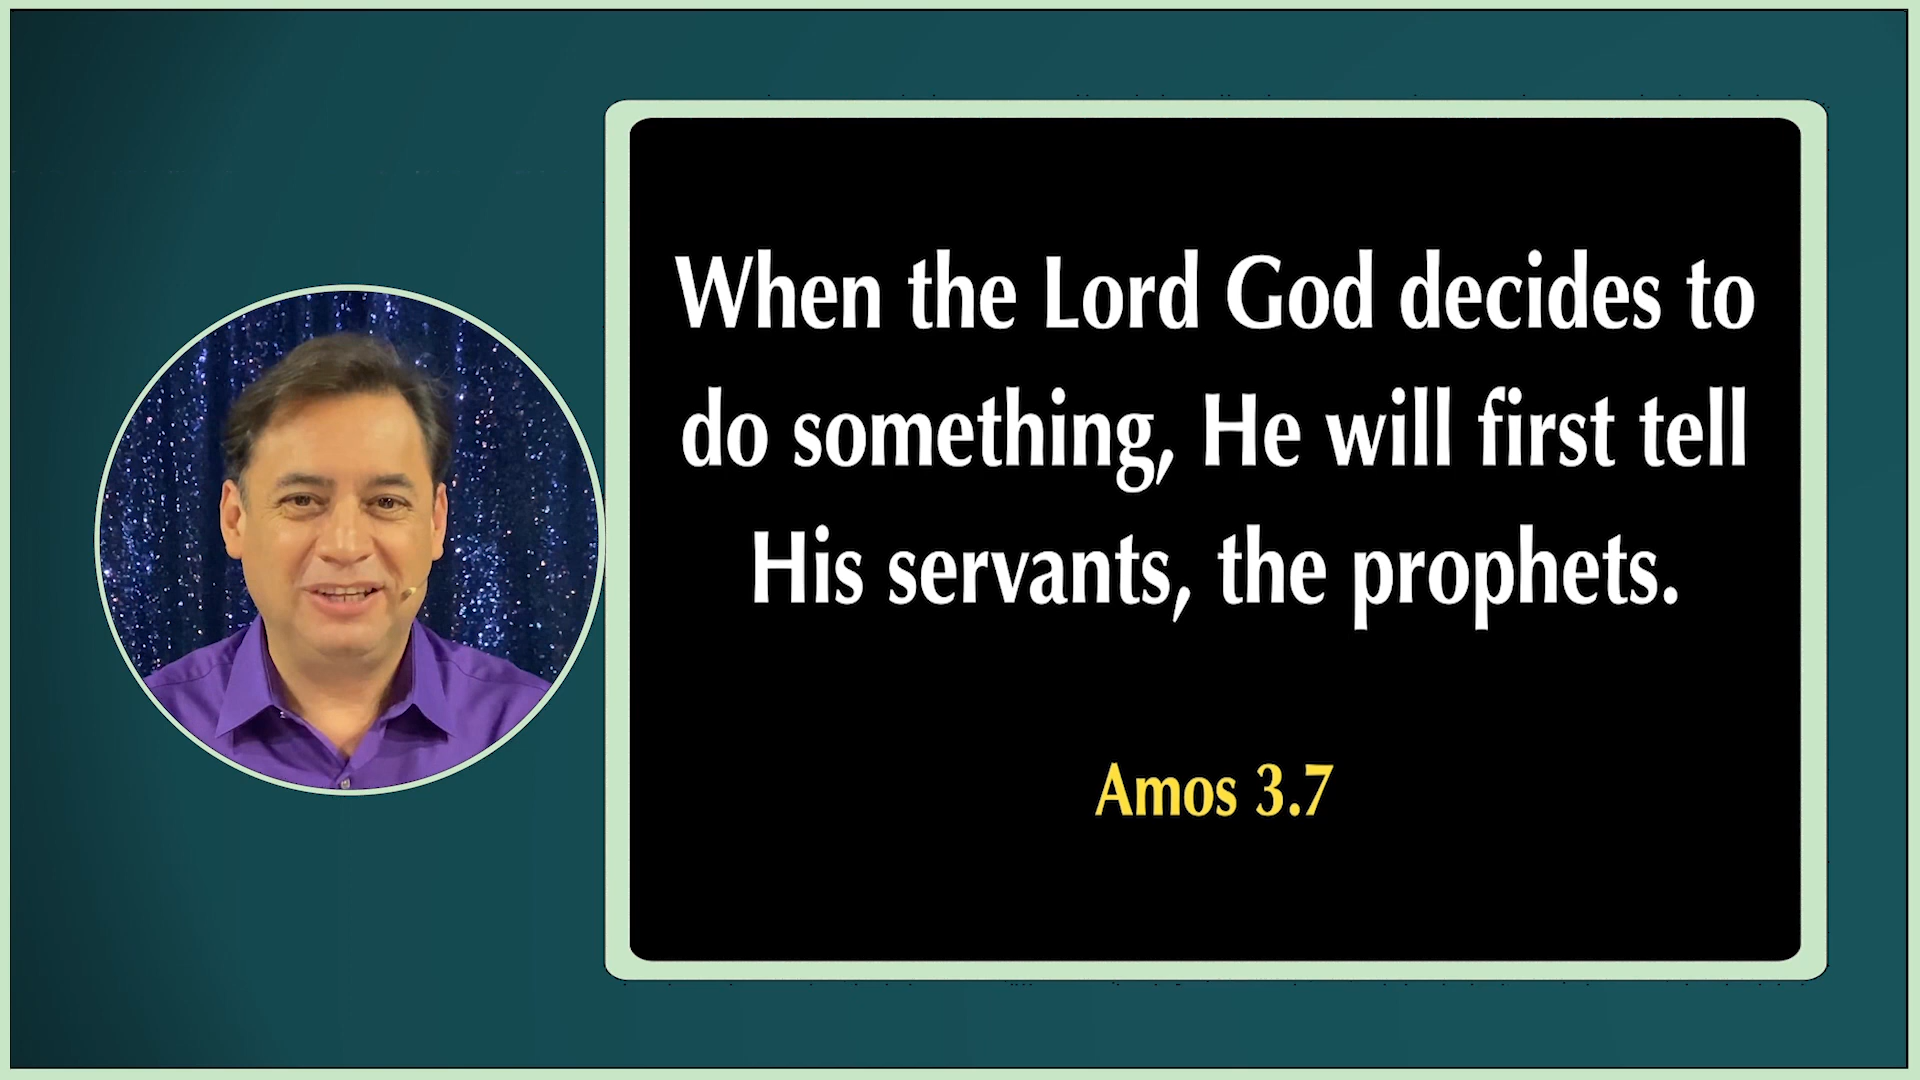 When the Lord God decides to
do something, He will first tell
His servants, the prophets.
Amos 3.7